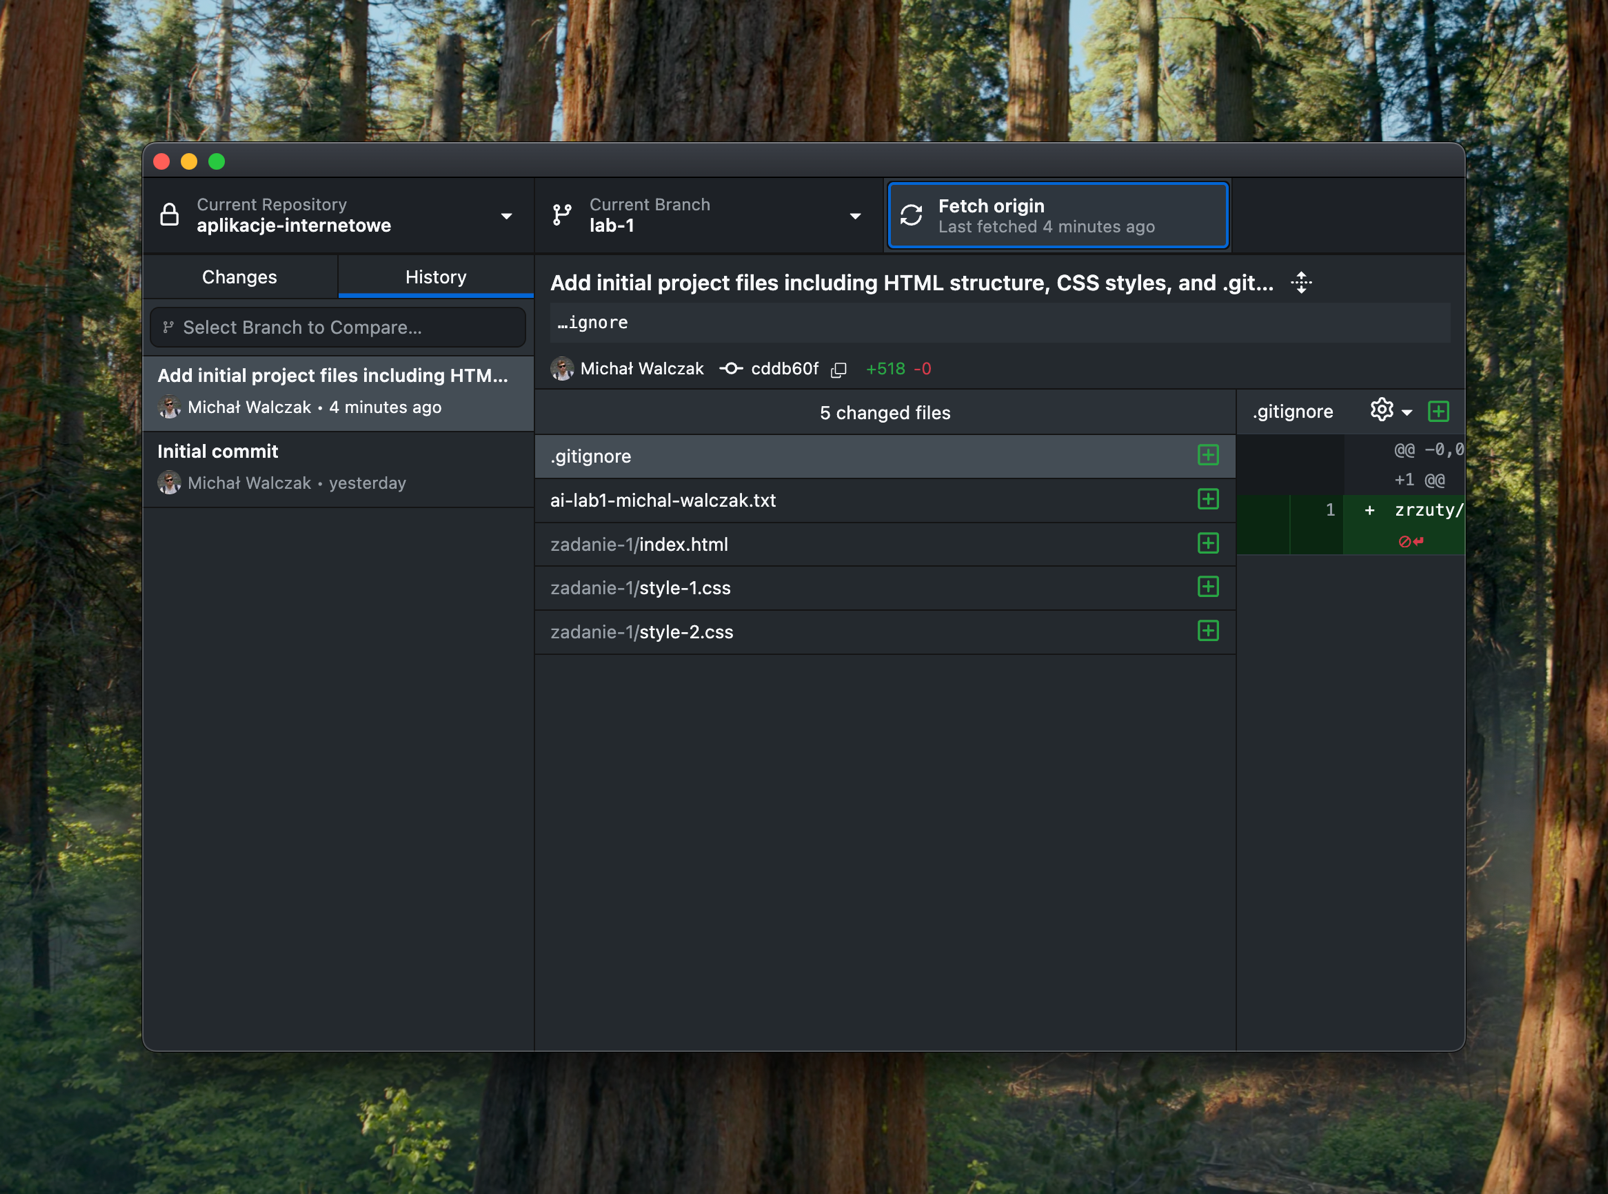 Current Repository
aplikacje-internetowe
Current Branch
lab-1
Fetch origin
Last fetched 4 minutes ago
Changes
History
Select Branch to Compare...
Add initial project files including HTM...
Michał Walczak • 4 minutes ago
Initial commit
Michał Walczak • yesterday
Add initial project files including HTML structure, CSS styles, and .git...
…ignore
Michał Walczak
cddb60f
+518 -0
5 changed files
.gitignore
ai-lab1-michal-walczak.txt
zadanie-1/index.html
zadanie-1/style-1.css
zadanie-1/style-2.css
.gitignore
@@ -0,0
+1 @@
1 + zrzuty/